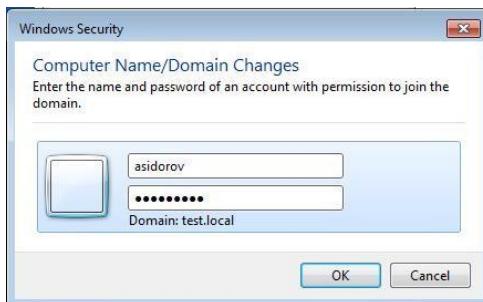 Windows Security
Computer Name/Domain Changes
Enter the name and password of an account with permission to join the
domain.
asidorov
•••••••••
Domain: test.local
OK Cancel